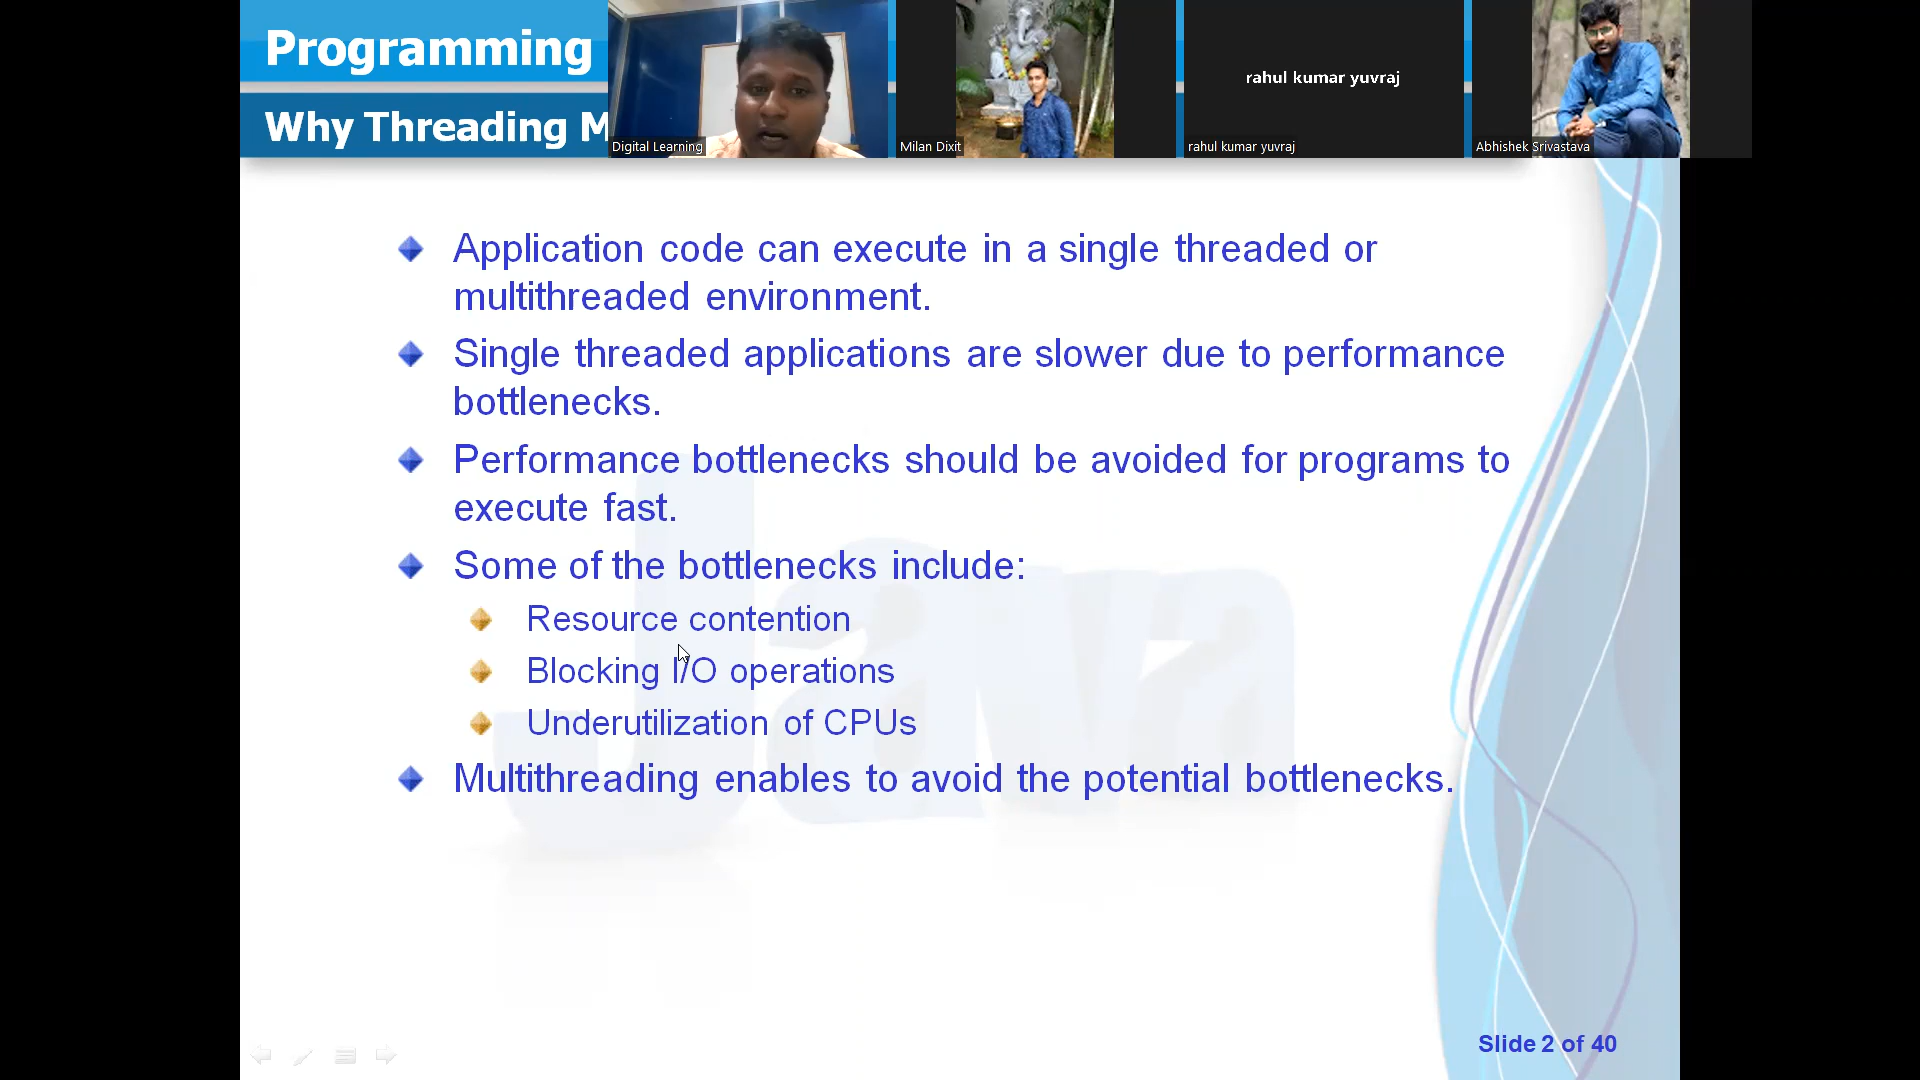 Programming
Why Threading M
Digital Learning
Milan Dixit
rahul kumar yuvraj
rahul kumar yuvraj
Abhishek Srivastava
Application code can execute in a single threaded or
multithreaded environment.
Single threaded applications are slower due to performance
bottlenecks.
Performance bottlenecks should be avoided for programs to
execute fast.
Some of the bottlenecks include:
Resource contention
Blocking I/O operations
Underutilization of CPUs
Multithreading enables to avoid the potential bottlenecks.
Java
Slide 2 of 40